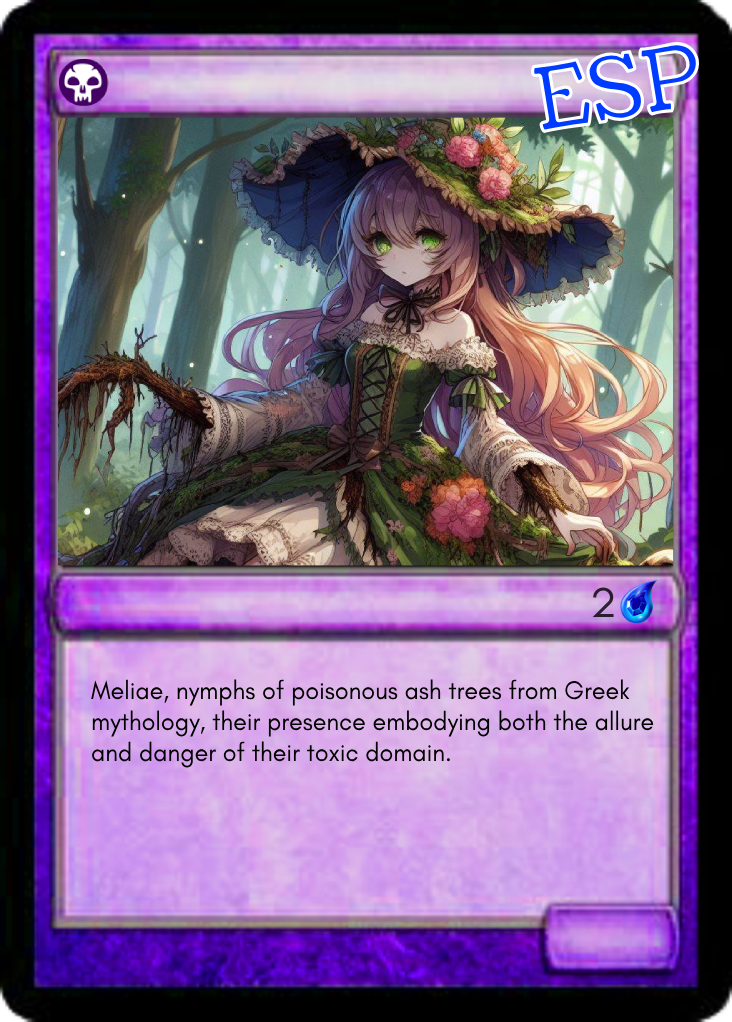 ESP
2
Meliae, nymphs of poisonous ash trees from Greek
mythology, their presence embodying both the allure
and danger of their toxic domain.